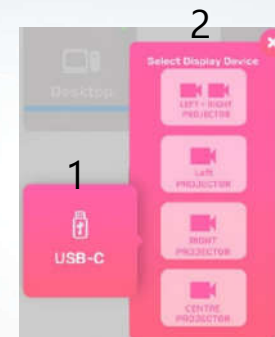 2
Select Display Device
Desktop
LEFT + RIGHT
PROJECTOR
LEFT
PROJECTOR
1
USB-C
RIGHT
PROJECTOR
CENTRE
PROJECTOR